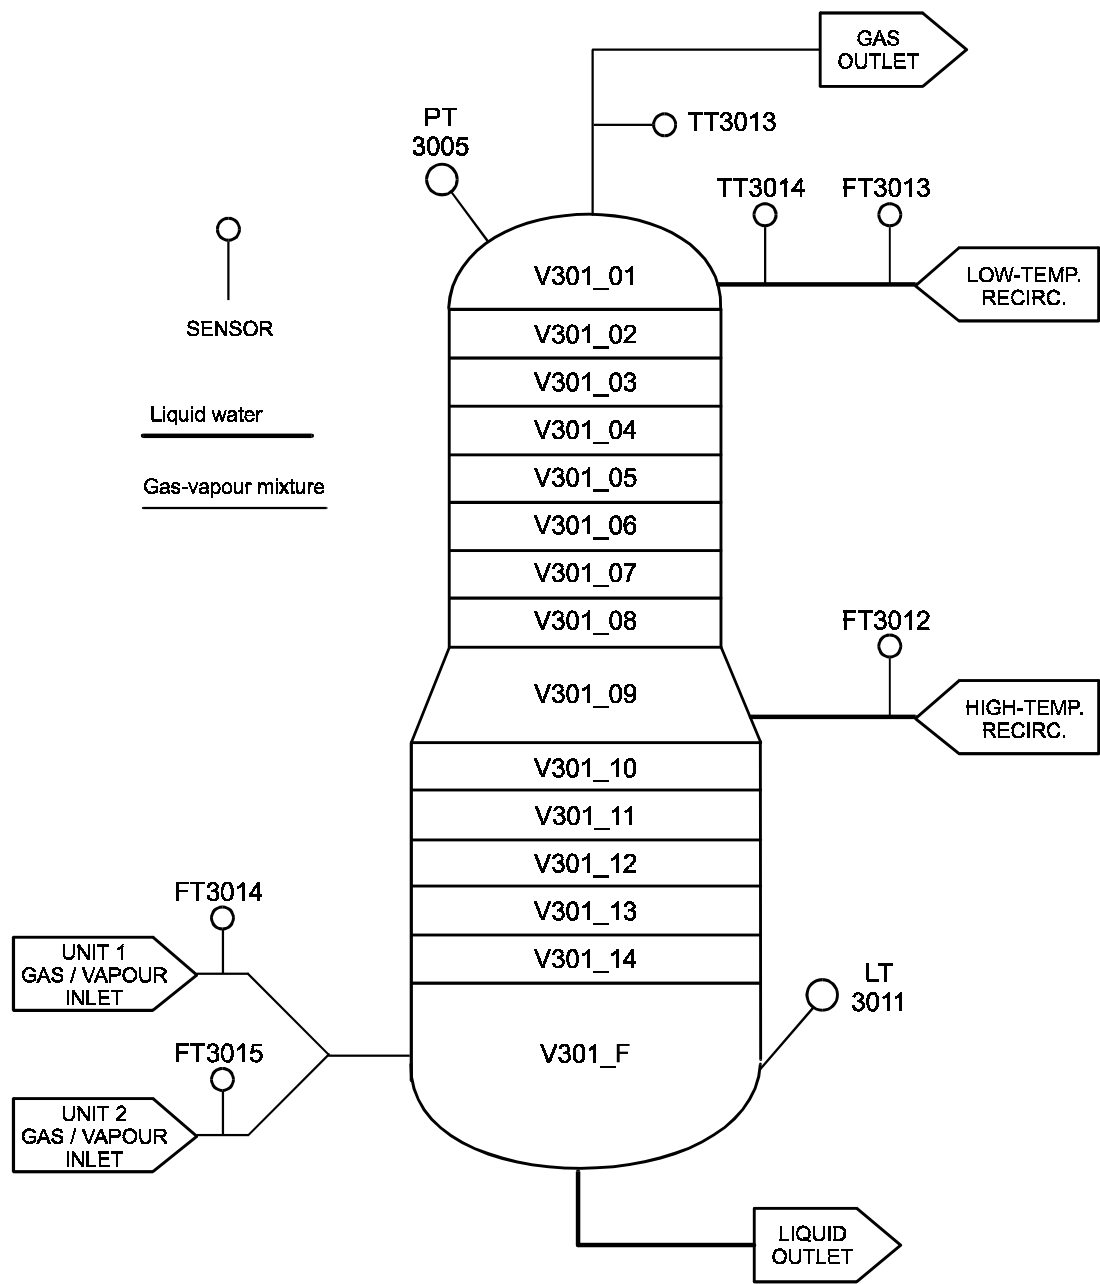 GAS
OUTLET
PT
3005
TT3013
TT3014
FT3013
V301_01
LOW-TEMP.
RECIRC.
SENSOR
V301_02
V301_03
Liquid water
V301_04
V301_05
Gas-vapour mixture
V301_06
V301_07
V301_08
FT3012
V301_09
HIGH-TEMP.
RECIRC.
V301_10
V301_11
V301_12
FT3014
V301_13
UNIT 1
GAS / VAPOUR
INLET
V301_14
LT
3011
FT3015
V301_F
UNIT 2
GAS / VAPOUR
INLET
LIQUID
OUTLET